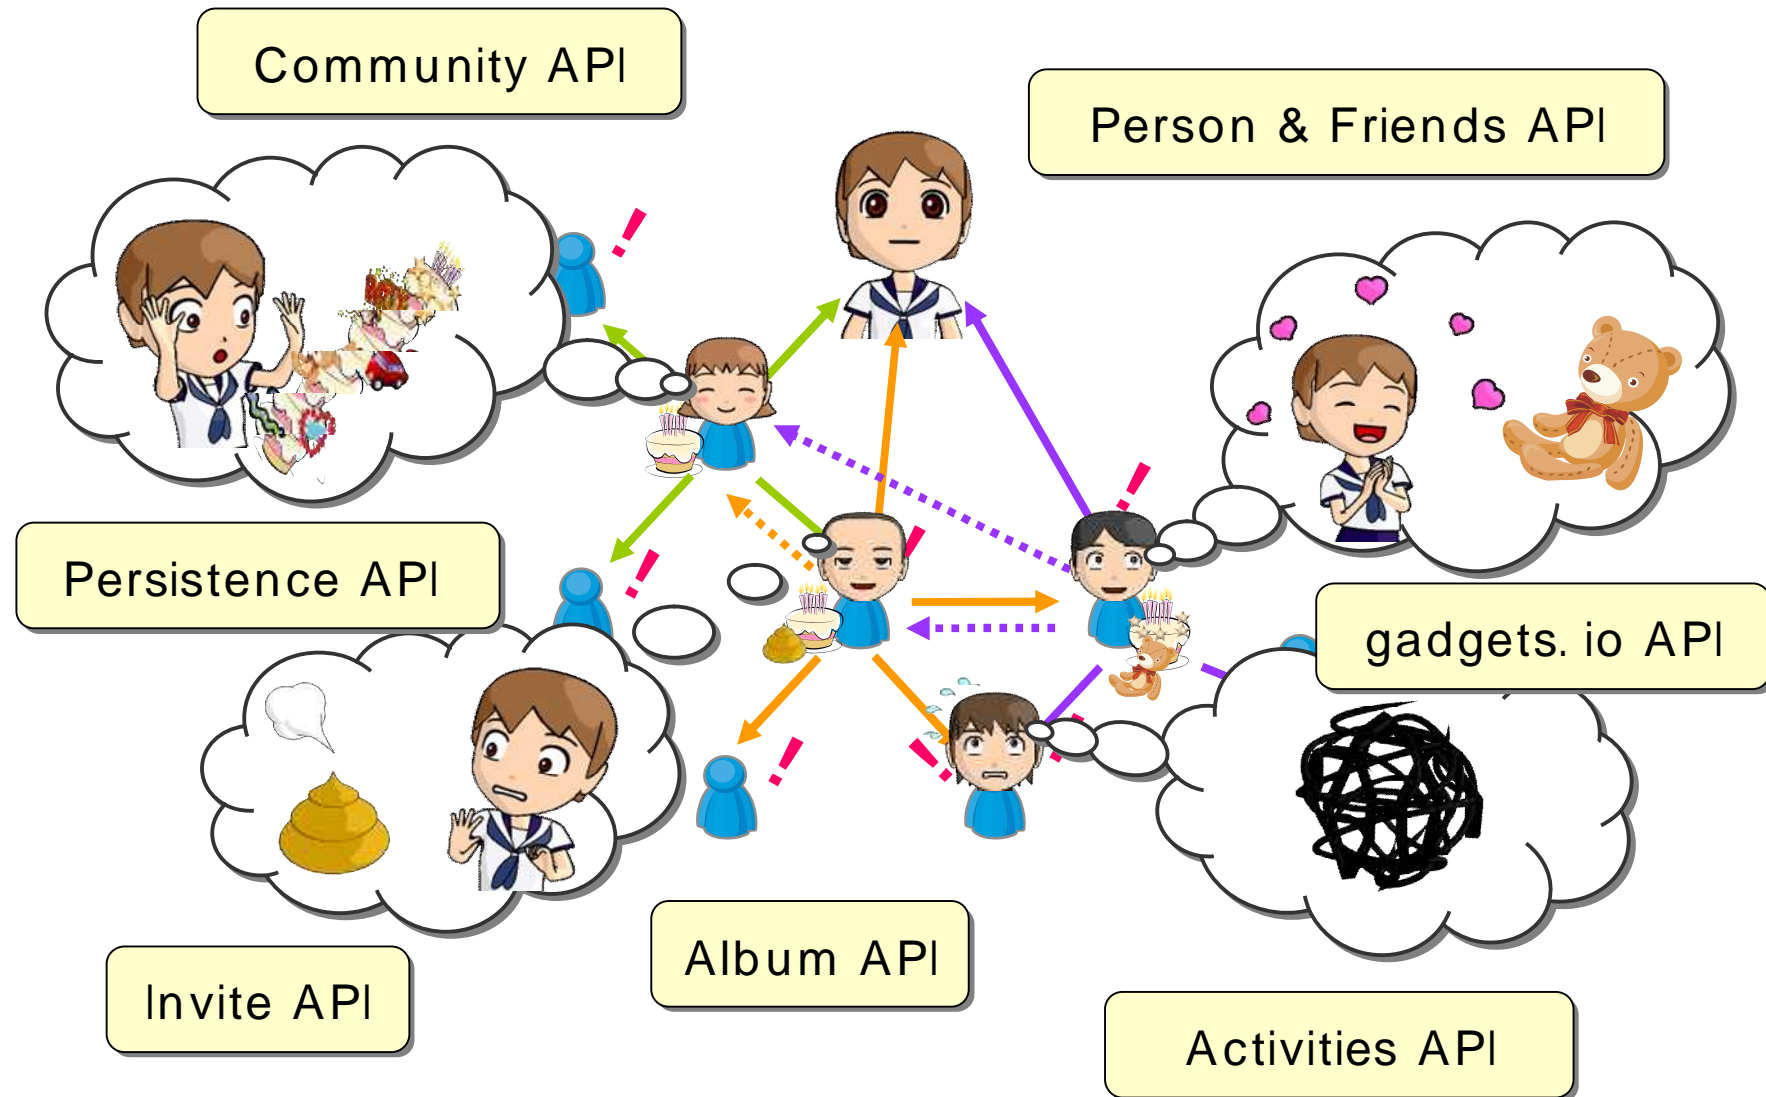 Community API
Person & Friends API
Persistence API
gadgets.io API
Album API
Invite API
Activities API